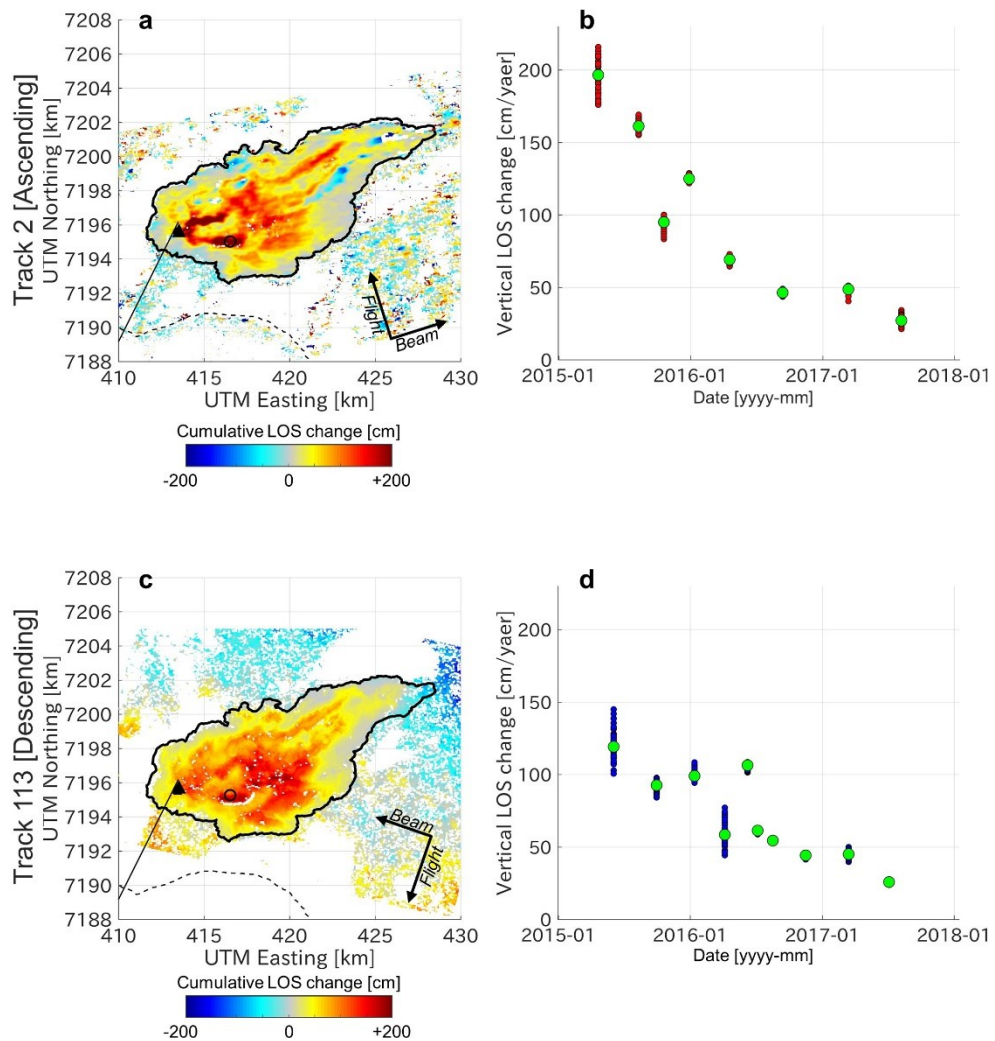 a
Track 2 [Ascending]
UTM Northing [km]
7208
7206
7204
7202
7200
7198
7196
7194
7192
7190
7188
Flight
Beam
410 415 420 425 430
UTM Easting [km]
Cumulative LOS change [cm]
-200 0 +200
b
Vertical LOS change [cm/yaer]
200
150
100
50
0
2015-01 2016-01 2017-01 2018-01
Date [yyyy-mm]
c
Track 113 [Descending]
UTM Northing [km]
7208
7206
7204
7202
7200
7198
7196
7194
7192
7190
7188
Beam
Flight
410 415 420 425 430
UTM Easting [km]
Cumulative LOS change [cm]
-200 0 +200
d
Vertical LOS change [cm/yaer]
200
150
100
50
0
2015-01 2016-01 2017-01 2018-01
Date [yyyy-mm]